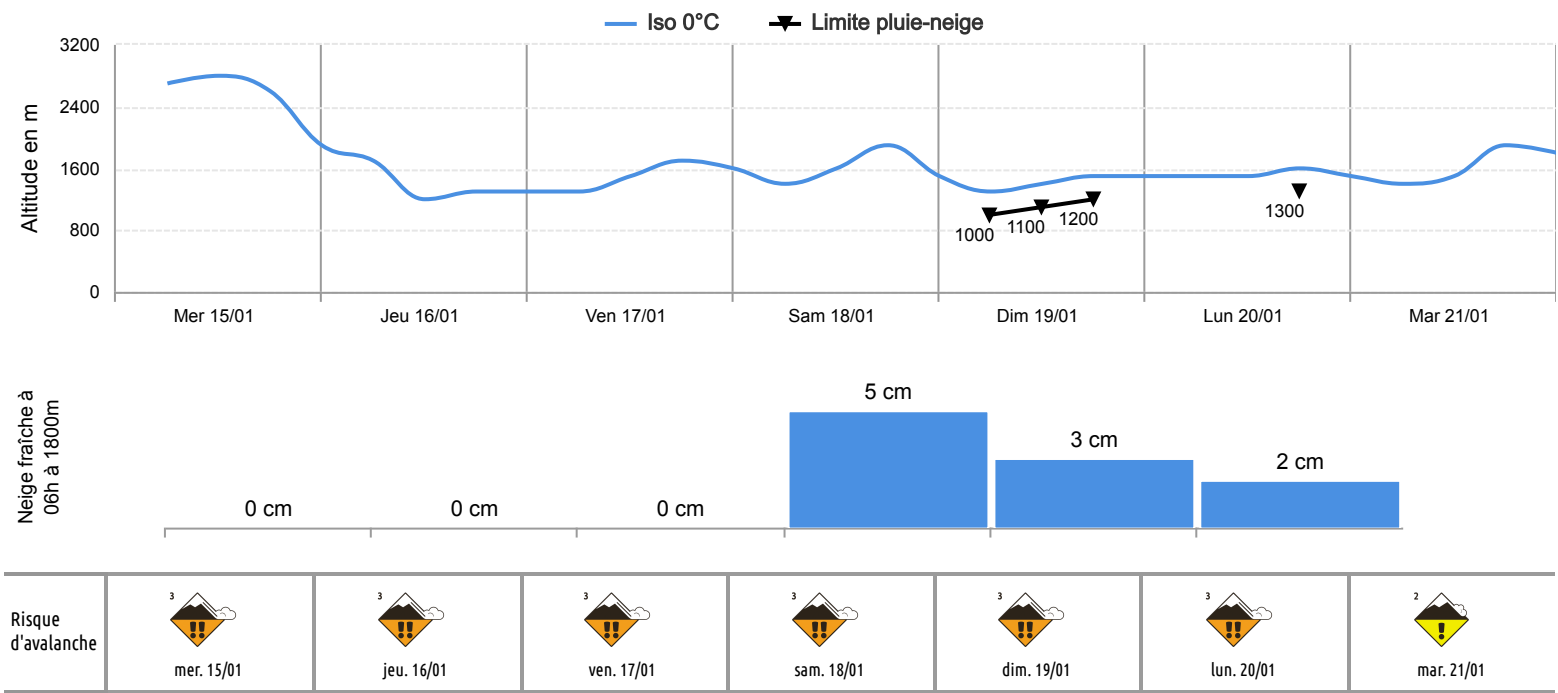 Iso 0°C Limite pluie-neige
Altitude en m
3200
2400
1600
800
0
1000 1100 1200 1300
Mer 15/01 Jeu 16/01 Ven 17/01 Sam 18/01 Dim 19/01 Lun 20/01 Mar 21/01
Neige fraîche à
06h à 1800m
0 cm 0 cm 0 cm 5 cm 3 cm 2 cm
Risque
d'avalanche
3 3 3 3 3 3 2
!! !! !! !! !! !! !
mer. 15/01 jeu. 16/01 ven. 17/01 sam. 18/01 dim. 19/01 lun. 20/01 mar. 21/01